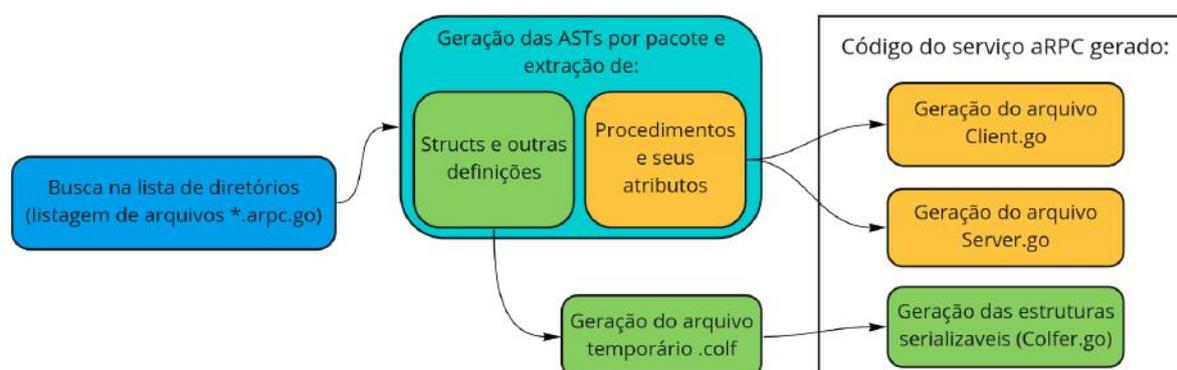 Busca na lista de diretórios
(listagem de arquivos *.arpc.go)
Geração das ASTs por pacote e
extração de:
Structs e outras
definições
Procedimentos
e seus
atributos
Geração do arquivo
temporário .colf
Código do serviço aRPC gerado:
Geração do arquivo
Client.go
Geração do arquivo
Server.go
Geração das estruturas
serializaveis (Colfer.go)